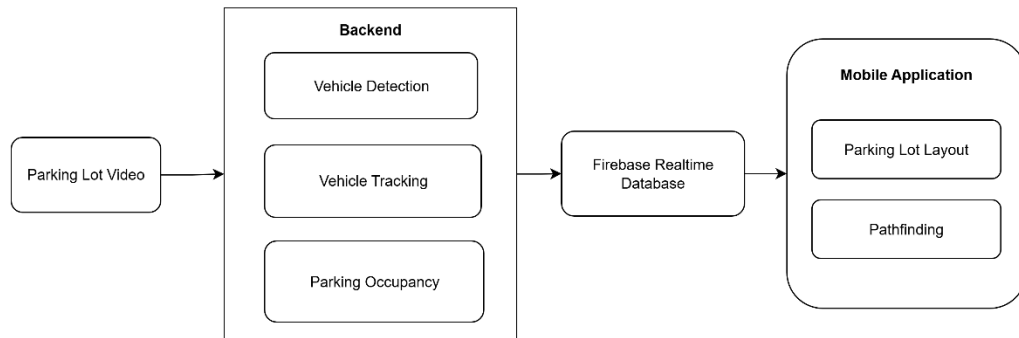 Parking Lot Video
Backend
Vehicle Detection
Vehicle Tracking
Parking Occupancy
Firebase Realtime
Database
Mobile Application
Parking Lot Layout
Pathfinding